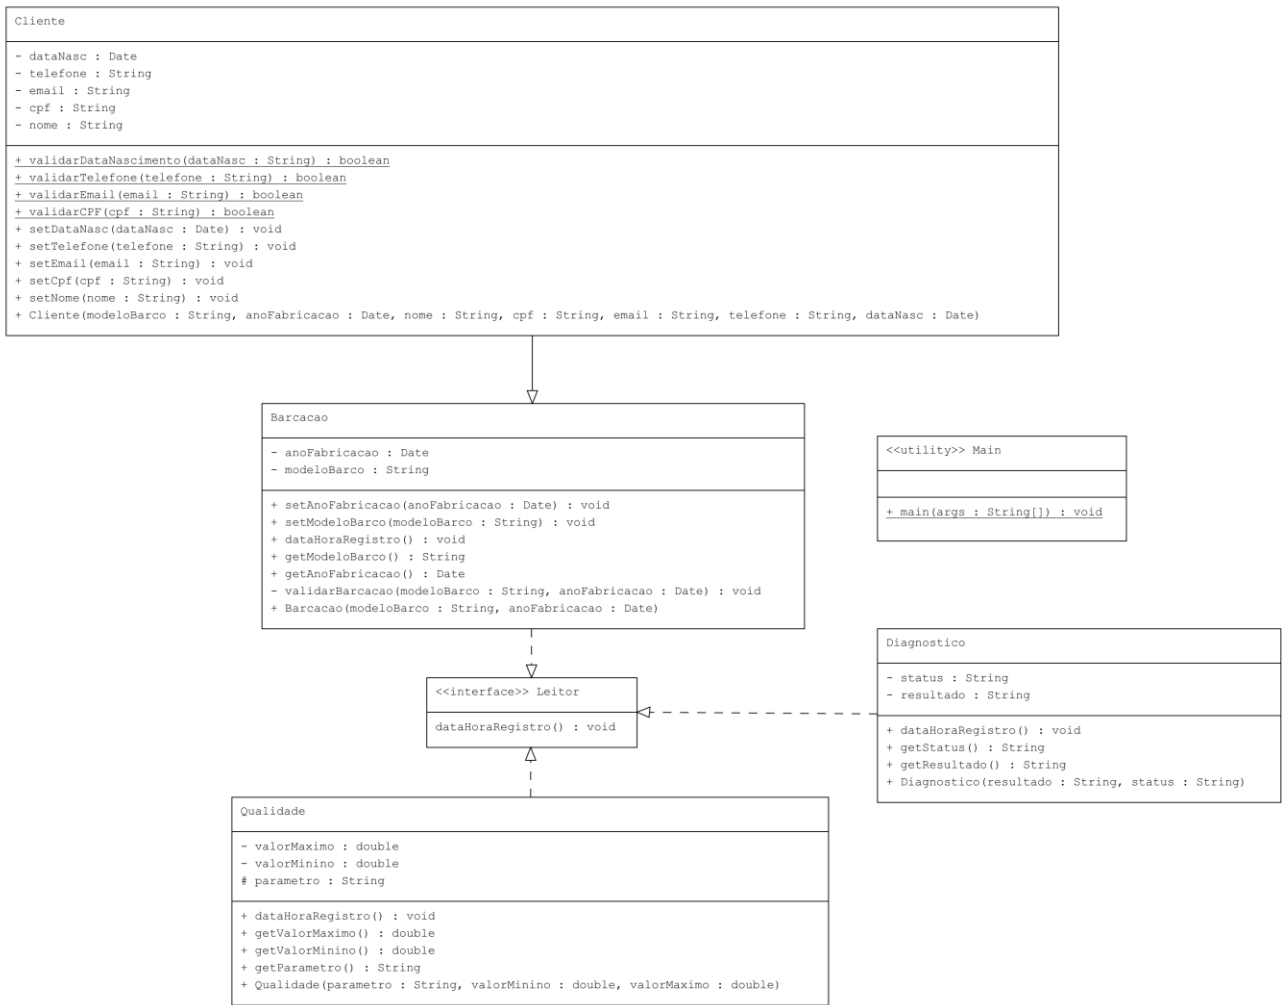 Cliente
- dataNasc : Date
- telefone : String
- email : String
- cpf : String
- nome : String
+ validarDataNascimento(dataNasc : String) : boolean
+ validarTelefone(telefone : String) : boolean
+ validarEmail(email : String) : boolean
+ validarCPF(cpf : String) : boolean
+ setDataNasc(dataNasc : Date) : void
+ setTelefone(telefone : String) : void
+ setEmail(email : String) : void
+ setCpf(cpf : String) : void
+ setNome(nome : String) : void
+ Cliente(modeloBarco : String, anoFabricacao : Date, nome : String, cpf : String, email : String, telefone : String, dataNasc : Date)
Barcacao
- anoFabricacao : Date
- modeloBarco : String
+ setAnoFabricacao(anoFabricacao : Date) : void
+ setModeloBarco(modeloBarco : String) : void
+ dataHoraRegistro() : void
+ getModeloBarco() : String
+ getAnoFabricacao() : Date
- validarBarcacao(modeloBarco : String, anoFabricacao : Date) : void
+ Barcacao(modeloBarco : String, anoFabricacao : Date)
<<utility>> Main
+ main(args : String[]) : void
<<interface>> Leitor
dataHoraRegistro() : void
Diagnostico
- status : String
- resultado : String
+ dataHoraRegistro() : void
+ getStatus() : String
+ getResultado() : String
+ Diagnostico(resultado : String, status : String)
Qualidade
- valorMaximo : double
- valorMinino : double
# parametro : String
+ dataHoraRegistro() : void
+ getValorMaximo() : double
+ getValorMinino() : double
+ getParametro() : String
+ Qualidade(parametro : String, valorMinino : double, valorMaximo : double)